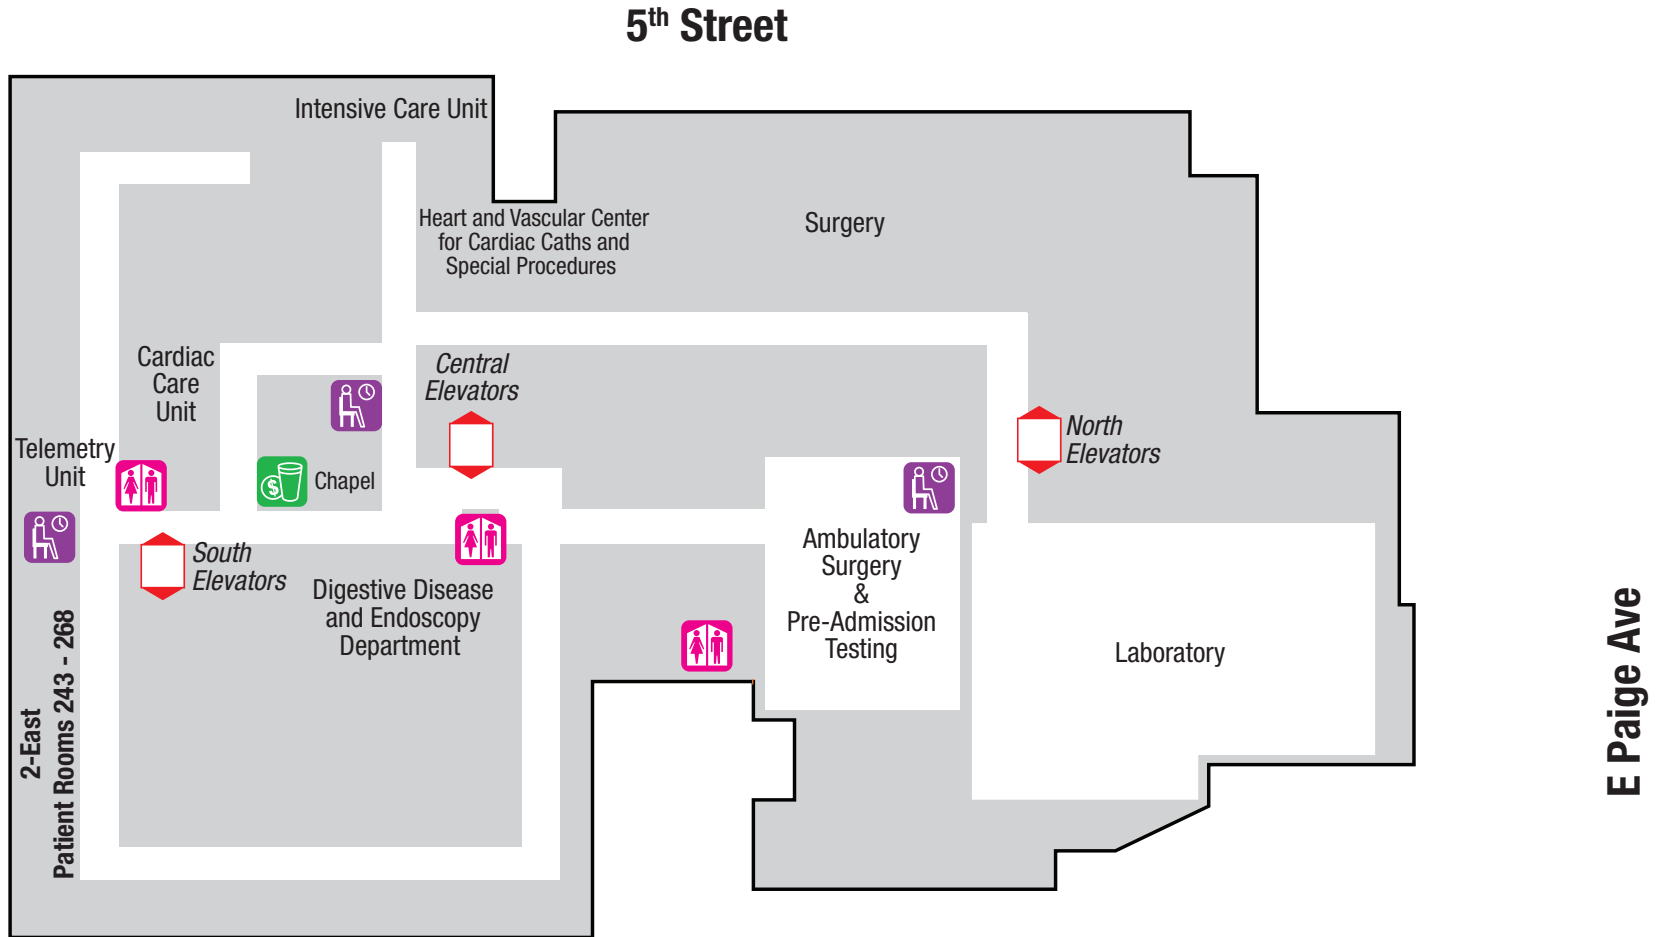 5th Street
Intensive Care Unit
Heart and Vascular Center
for Cardiac Caths and
Special Procedures
Surgery
Cardiac
Care
Unit
Central
Elevators
North
Elevators
Telemetry
Unit
$
Chapel
South
Elevators
Digestive Disease
and Endoscopy
Department
Ambulatory
Surgery
&
Pre-Admission
Testing
Laboratory
2-East
Patient Rooms 243 - 268
E Paige Ave